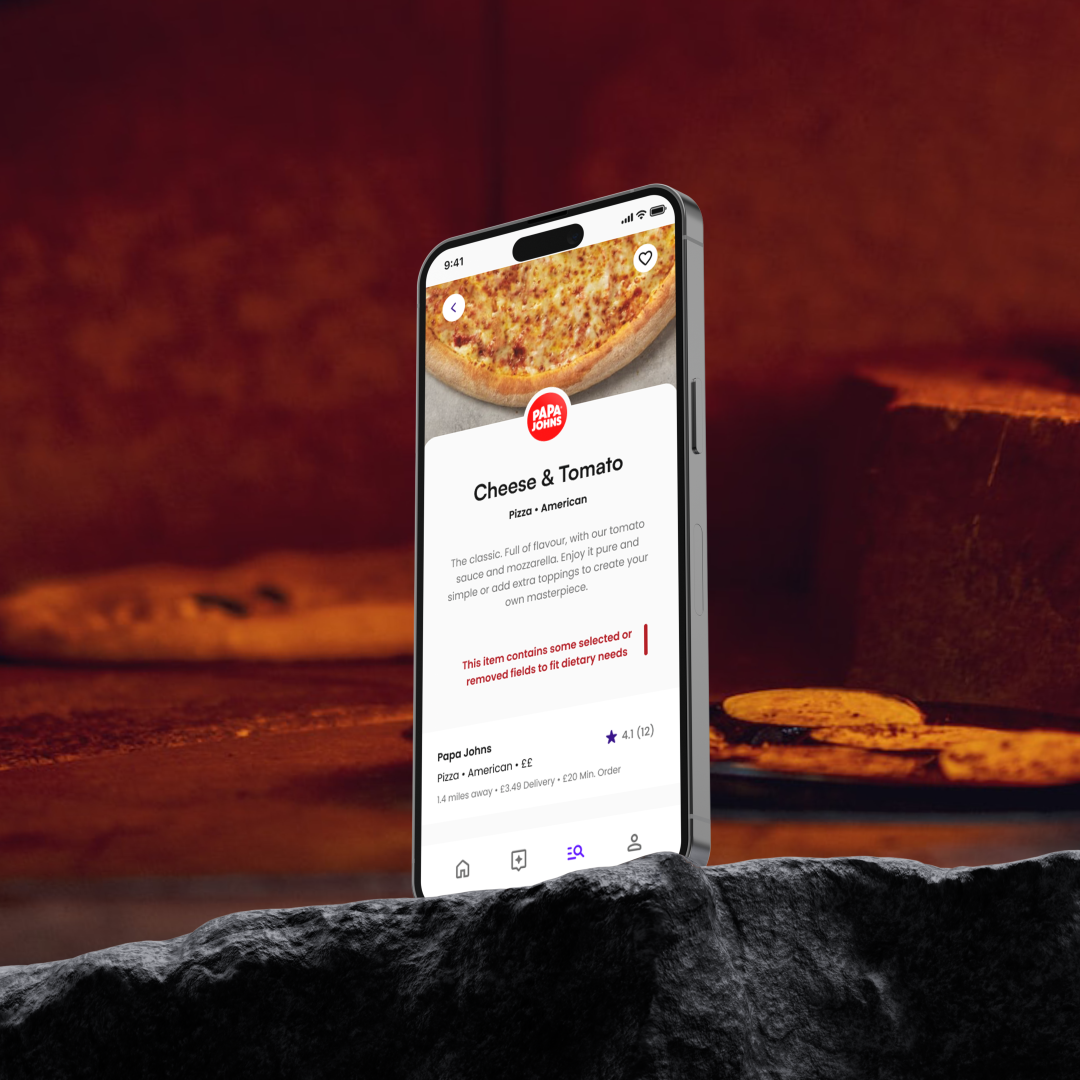 9:41
PAPA
JOHNS
Cheese & Tomato
Pizza • American
The classic. Full of flavour, with our tomato
sauce and mozzarella. Enjoy it pure and
simple or add extra toppings to create your
own masterpiece.
This item contains some selected or
removed fields to fit dietary needs
Papa Johns
4.1 (12)
Pizza • American • ££
1.4 miles away • £3.49 Delivery • £20 Min. Order